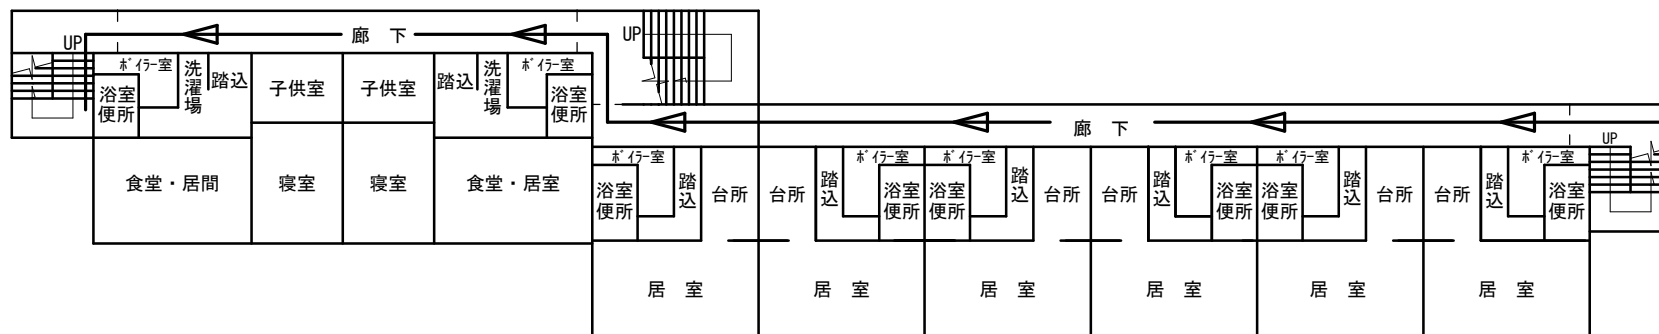 UP
廊 下
UP
ﾎﾞｲﾗｰ室
洗濯場
踏込
子供室
子供室
踏込
洗濯場
ﾎﾞｲﾗｰ室
浴室
便所
浴室
便所
廊 下
UP
食堂・居間
寝室
寝室
食堂・居室
ﾎﾞｲﾗｰ室
踏込
台所
台所
踏込
ﾎﾞｲﾗｰ室
ﾎﾞｲﾗｰ室
踏込
台所
台所
踏込
ﾎﾞｲﾗｰ室
ﾎﾞｲﾗｰ室
踏込
台所
台所
踏込
ﾎﾞｲﾗｰ室
浴室
便所
浴室
便所
浴室
便所
浴室
便所
浴室
便所
浴室
便所
居 室
居 室
居 室
居 室
居 室
居 室